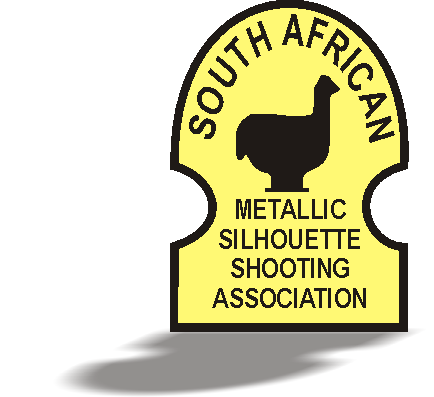 SOUTH AFRICAN
METALLIC
SILHOUETTE
SHOOTING
ASSOCIATION